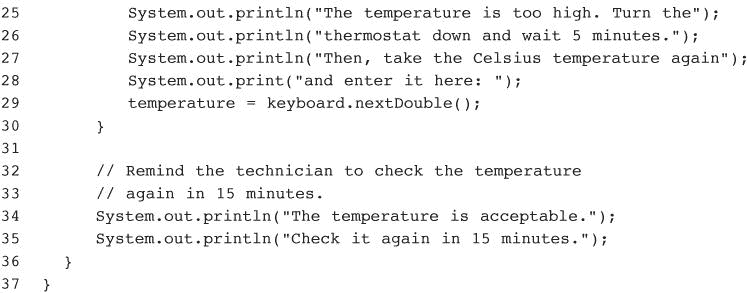 25 System.out.println("The temperature is too high. Turn the");
26 System.out.println("thermostat down and wait 5 minutes.");
27 System.out.println("Then, take the Celsius temperature again");
28 System.out.print("and enter it here: ");
29 temperature = keyboard.nextDouble();
30 }
31
32 // Remind the technician to check the temperature
33 // again in 15 minutes.
34 System.out.println("The temperature is acceptable.");
35 System.out.println("Check it again in 15 minutes.");
36 }
37 }